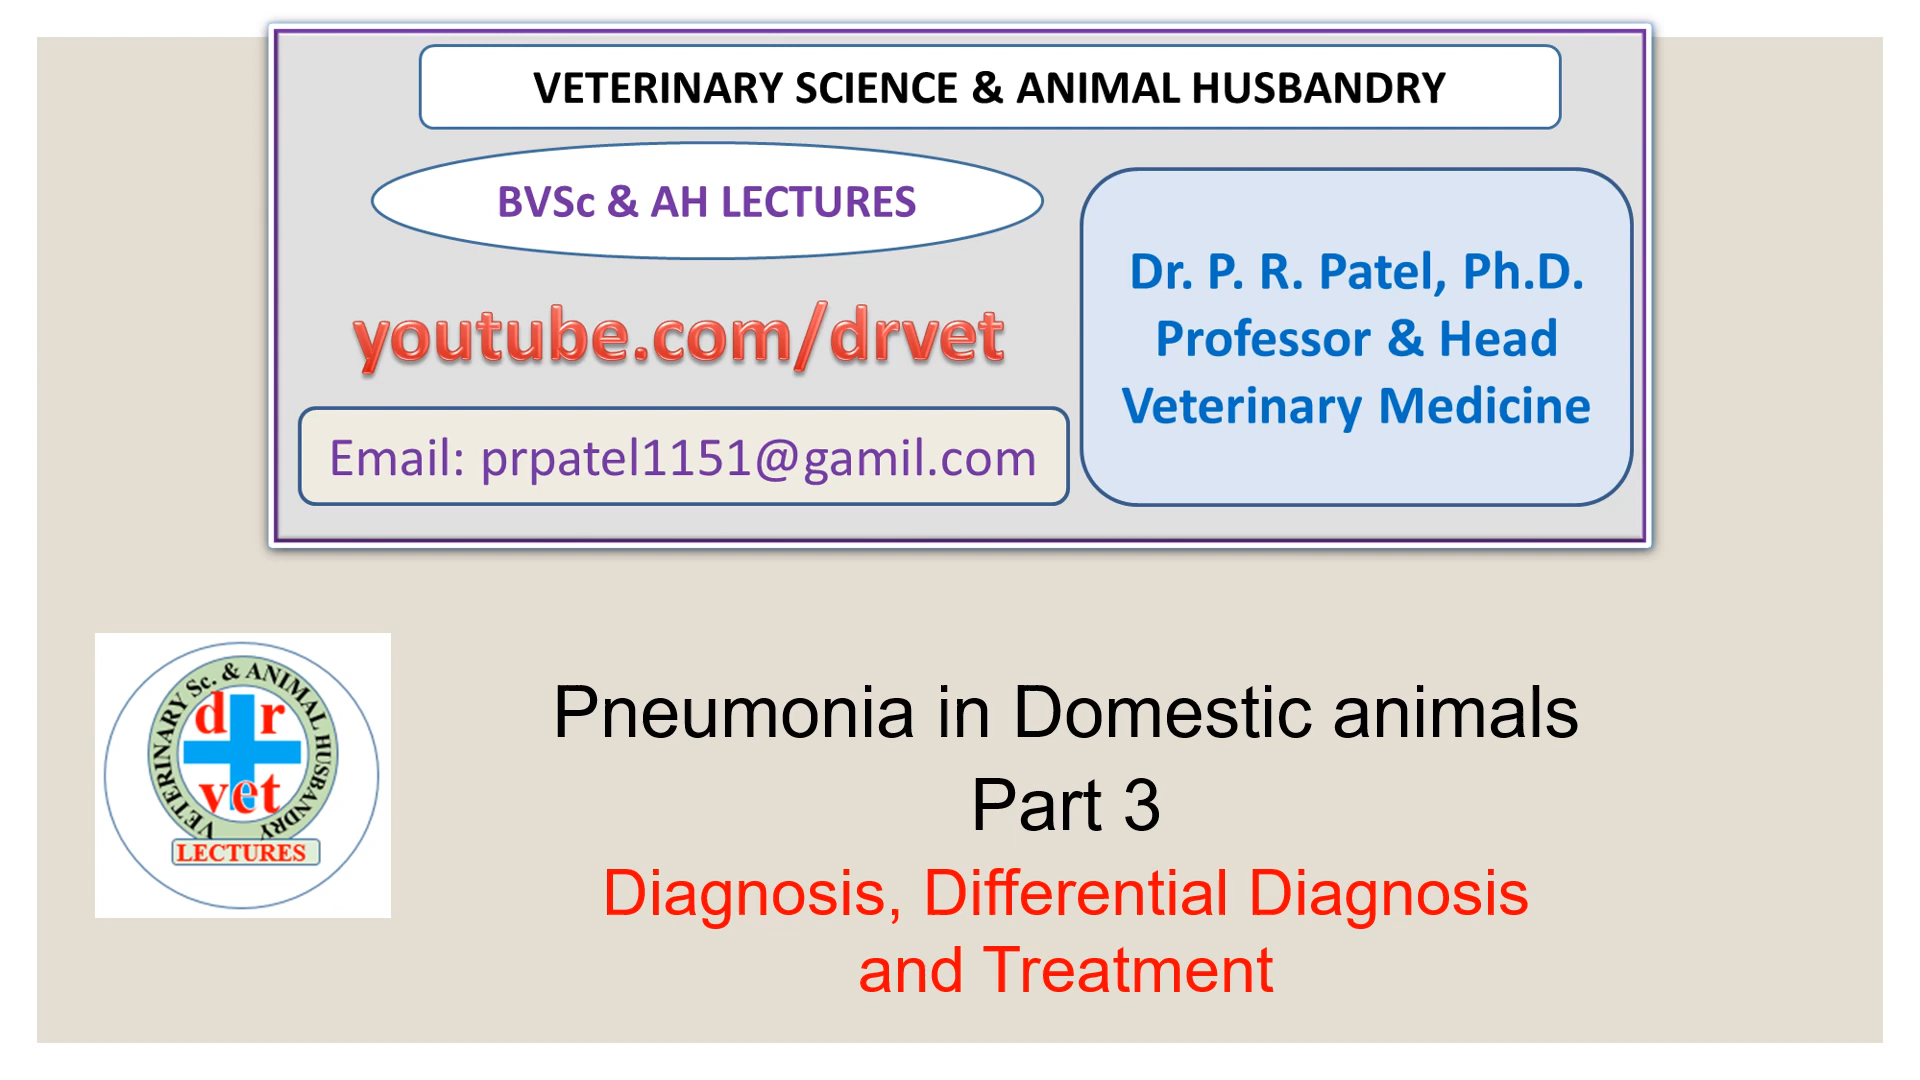 VETERINARY SCIENCE & ANIMAL HUSBANDRY
BVSc & AH LECTURES
youtube.com/drvet
Email: prpatel1151@gamil.com
Dr. P. R. Patel, Ph.D.
Professor & Head
Veterinary Medicine
VETERINARY Sc. & ANIMAL HUSBANDRY
dr
vet
LECTURES
Pneumonia in Domestic animals
Part 3
Diagnosis, Differential Diagnosis
and Treatment